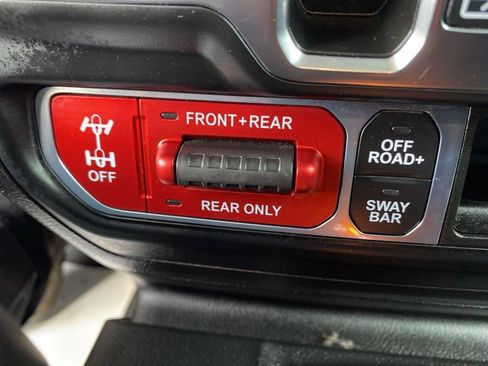 FRONT+REAR
OFF
REAR ONLY
OFF
ROAD+
SWAY
BAR